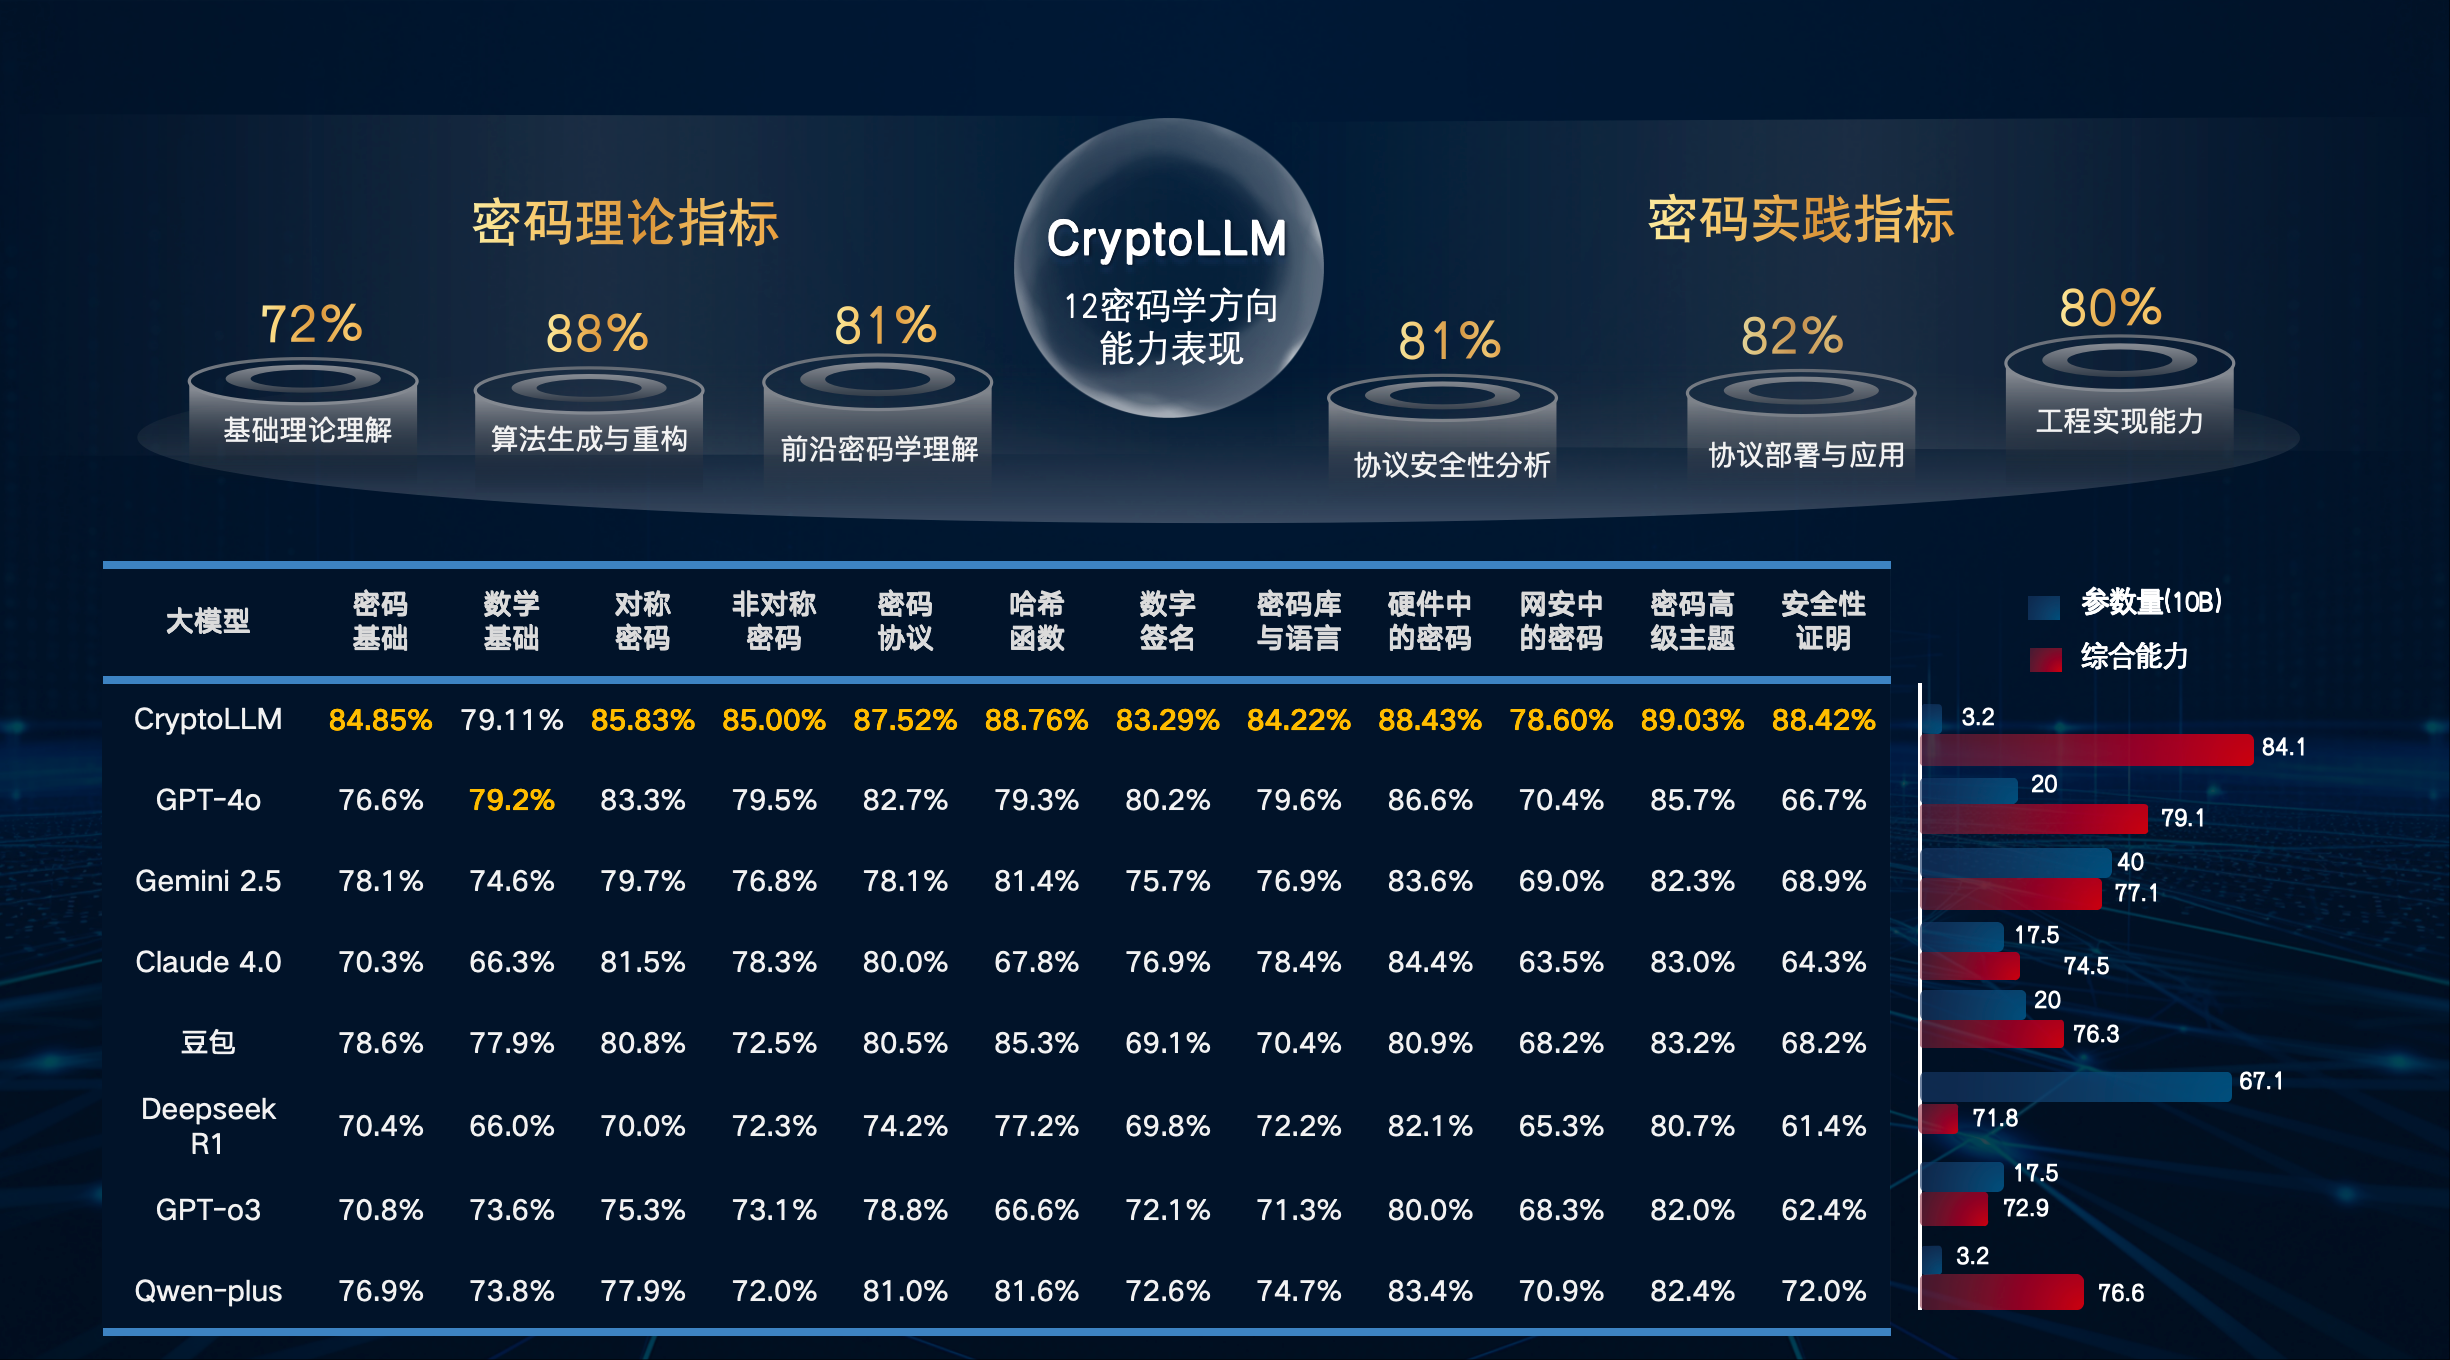 密码理论指标
CryptoLLM
12密码学方向
能力表现
密码实践指标
72%
88%
81%
81%
82%
80%
基础理论理解
算法生成与重构
前沿密码学理解
协议安全性分析
协议部署与应用
工程实现能力
大模型 密码基础 数学基础 对称密码 非对称密码 密码协议 哈希函数 数字签名 密码库与语言 硬件中的密码 网安中的密码 密码高级主题 安全性证明
CryptoLLM 84.85% 79.11% 85.83% 85.00% 87.52% 88.76% 83.29% 84.22% 88.43% 78.60% 89.03% 88.42%
GPT-4o 76.6% 79.2% 83.3% 79.5% 82.7% 79.3% 80.2% 79.6% 86.6% 70.4% 85.7% 66.7%
Gemini 2.5 78.1% 74.6% 79.7% 76.8% 78.1% 81.4% 75.7% 76.9% 83.6% 69.0% 82.3% 68.9%
Claude 4.0 70.3% 66.3% 81.5% 78.3% 80.0% 67.8% 76.9% 78.4% 84.4% 63.5% 83.0% 64.3%
豆包 78.6% 77.9% 80.8% 72.5% 80.5% 85.3% 69.1% 70.4% 80.9% 68.2% 83.2% 68.2%
Deepseek R1 70.4% 66.0% 70.0% 72.3% 74.2% 77.2% 69.8% 72.2% 82.1% 65.3% 80.7% 61.4%
GPT-o3 70.8% 73.6% 75.3% 73.1% 78.8% 66.6% 72.1% 71.3% 80.0% 68.3% 82.0% 62.4%
Qwen-plus 76.9% 73.8% 77.9% 72.0% 81.0% 81.6% 72.6% 74.7% 83.4% 70.9% 82.4% 72.0%
参数量(10B)
综合能力
3.2
84.1
20
79.1
40
77.1
17.5
74.5
20
76.3
67.1
71.8
17.5
72.9
3.2
76.6